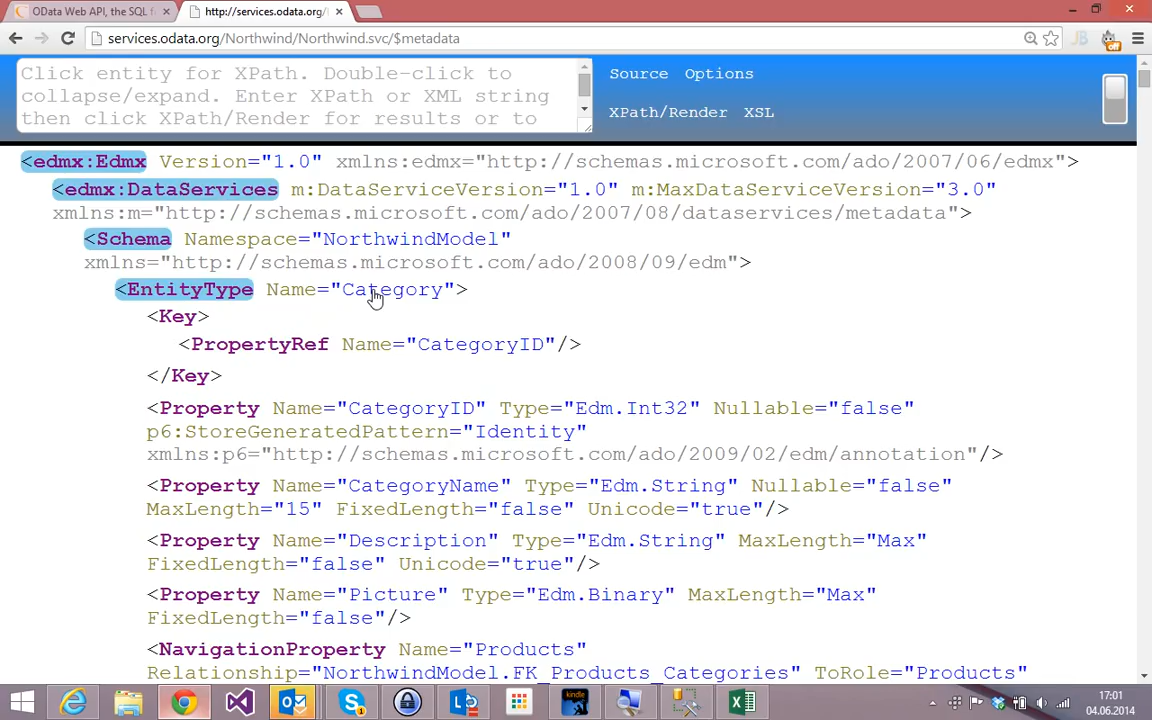 OData Web API, the SQL f
http://services.odata.org/
services.odata.org/Northwind/Northwind.svc/$metadata
off
Click entity for XPath. Double-click to
collapse/expand. Enter XPath or XML string
then click XPath/Render for results or to
Source Options
XPath/Render XSL
<edmx:Edmx Version="1.0" xmlns:edmx="http://schemas.microsoft.com/ado/2007/06/edmx">
<edmx:DataServices m:DataServiceVersion="1.0" m:MaxDataServiceVersion="3.0"
xmlns:m="http://schemas.microsoft.com/ado/2007/08/dataservices/metadata">
<Schema Namespace="NorthwindModel"
xmlns="http://schemas.microsoft.com/ado/2008/09/edm">
<EntityType Name="Category">
<Key>
<PropertyRef Name="CategoryID"/>
</Key>
<Property Name="CategoryID" Type="Edm.Int32" Nullable="false"
p6:StoreGeneratedPattern="Identity"
xmlns:p6="http://schemas.microsoft.com/ado/2009/02/edm/annotation"/>
<Property Name="CategoryName" Type="Edm.String" Nullable="false"
MaxLength="15" FixedLength="false" Unicode="true"/>
<Property Name="Description" Type="Edm.String" MaxLength="Max"
FixedLength="false" Unicode="true"/>
<Property Name="Picture" Type="Edm.Binary" MaxLength="Max"
FixedLength="false"/>
<NavigationProperty Name="Products"
Relationship="NorthwindModel.FK_Products_Categories" ToRole="Products"
17:01
04.06.2014